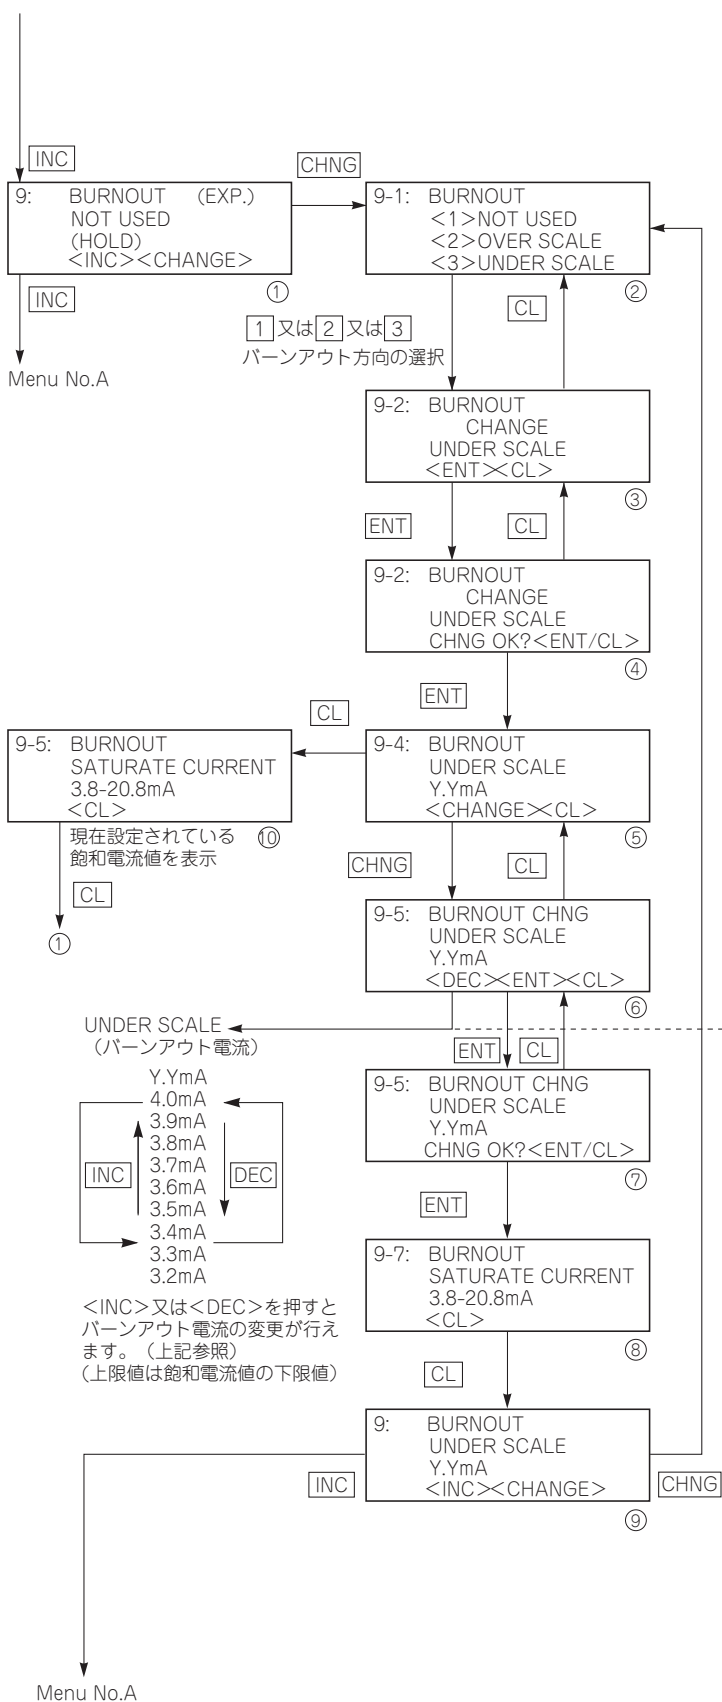 INC
CHNG
9: BURNOUT (EXP.)
NOT USED
(HOLD)
<INC><CHANGE>
①
9-1: BURNOUT
<1>NOT USED
<2>OVER SCALE
<3>UNDER SCALE
②
INC
Menu No.A
1 又は 2 又は 3
バーンアウト方向の選択
CL
9-2: BURNOUT
CHANGE
UNDER SCALE
<ENT><CL>
③
ENT
CL
9-2: BURNOUT
CHANGE
UNDER SCALE
CHNG OK?<ENT/CL>
④
ENT
CL
9-5: BURNOUT
SATURATE CURRENT
3.8-20.8mA
<CL>
現在設定されている
飽和電流値を表示
⑩
CL
①
9-4: BURNOUT
UNDER SCALE
Y.YmA
<CHANGE><CL>
⑤
CHNG
CL
9-5: BURNOUT CHNG
UNDER SCALE
Y.YmA
<DEC><ENT><CL>
⑥
UNDER SCALE
（バーンアウト電流）
Y.YmA
4.0mA
3.9mA
3.8mA
3.7mA
3.6mA
3.5mA
3.4mA
3.3mA
3.2mA
INC
DEC
<INC>又は<DEC>を押すと
バーンアウト電流の変更が行え
ます。（上記参照）
（上限値は飽和電流値の下限値）
ENT
CL
9-5: BURNOUT CHNG
UNDER SCALE
Y.YmA
CHNG OK?<ENT/CL>
⑦
ENT
9-7: BURNOUT
SATURATE CURRENT
3.8-20.8mA
<CL>
⑧
CL
9: BURNOUT
UNDER SCALE
Y.YmA
<INC><CHANGE>
⑨
INC
CHNG
Menu No.A